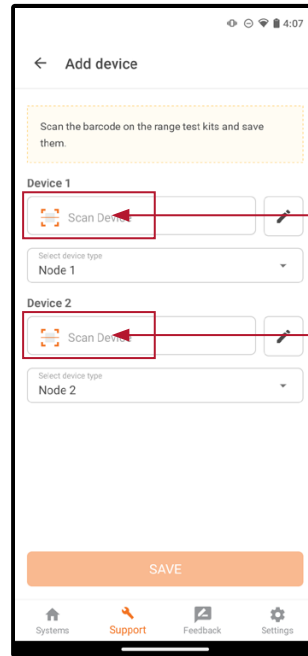 4:07
Add device
Scan the barcode on the range test kits and save
them.
Device 1
Scan Device
Select device type
Node 1
Device 2
Scan Device
Select device type
Node 2
SAVE
Systems Support Feedback Settings